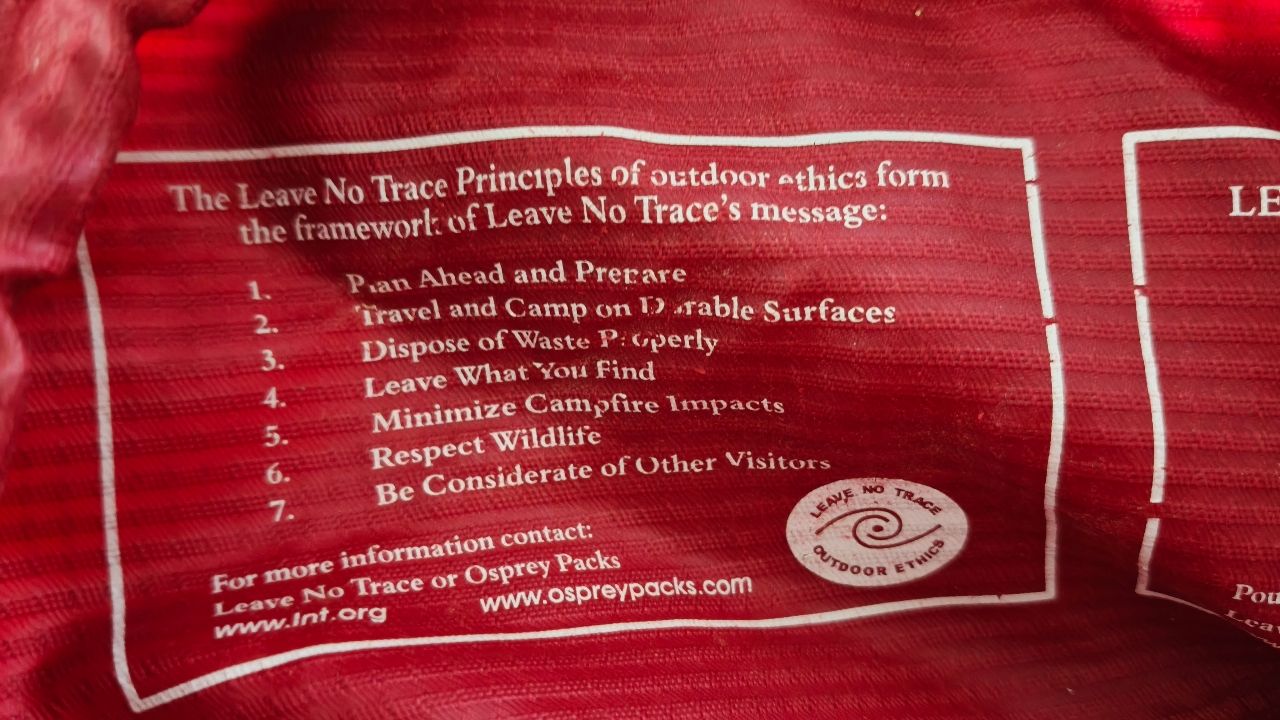 The Leave No Trace Principles of outdoor ethics form
the framework of Leave No Trace's message:
1. Plan Ahead and Prepare
2. Travel and Camp on Durable Surfaces
3. Dispose of Waste Properly
4. Leave What You Find
5. Minimize Campfire Impacts
6. Respect Wildlife
7. Be Considerate of Other Visitors
For more information contact:
Leave No Trace or Osprey Packs
www.lnt.org www.ospreypacks.com
LEAVE NO TRACE
OUTDOOR ETHICS
LE
Pou
Lea